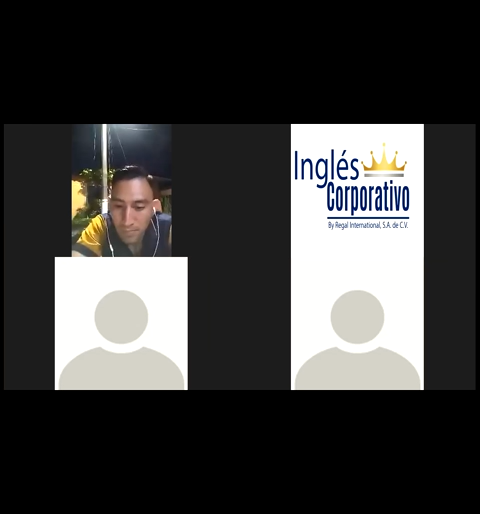 Inglés
Corporativo
By Regal International, S.A. de C.V.